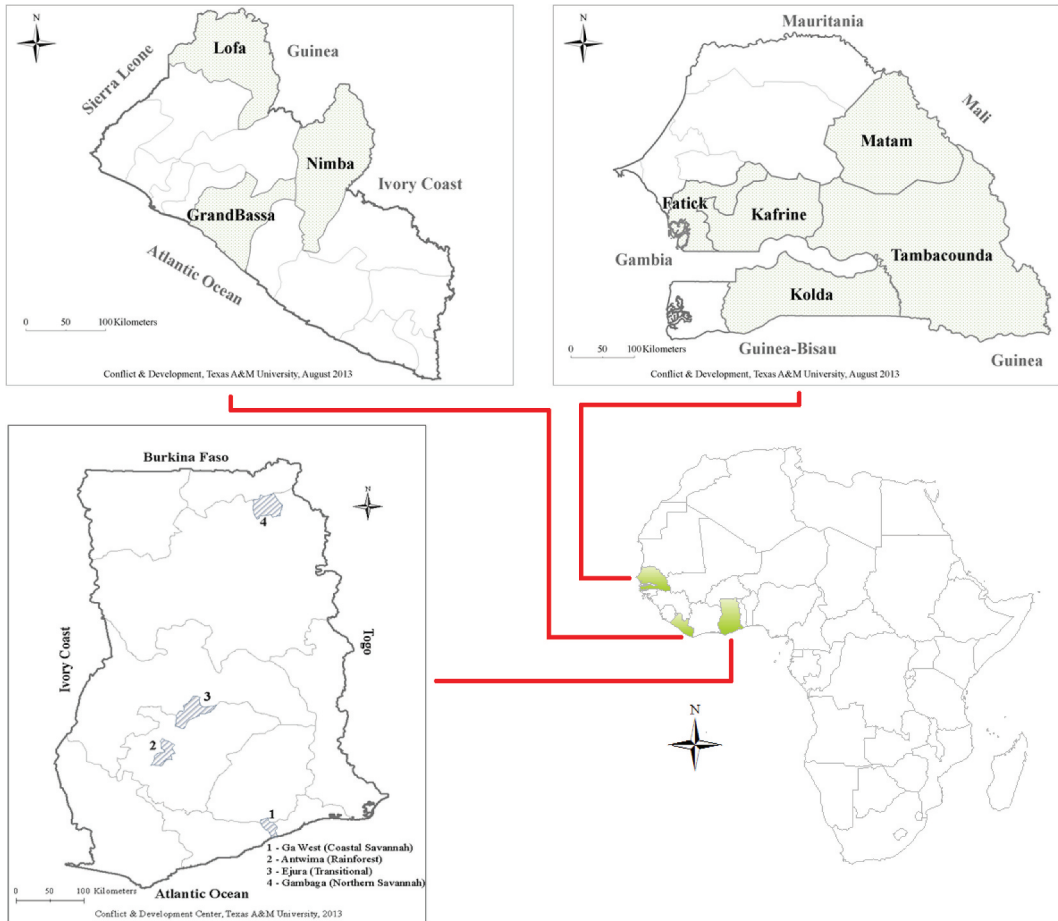 N
Lofa
Guinea
Sierra Leone
Nimba
Ivory Coast
GrandBassa
Atlantic Ocean
0 50 100 Kilometers
Conflict & Development, Texas A&M University, August 2013
N
Mauritania
Mali
Matam
Fatick
Kafrine
Gambia
Tambacounda
Kolda
0 50 100 Kilometers
Guinea-Bisau
Guinea
Conflict & Development, Texas A&M University, August 2013
Burkina Faso
N
4
Ivory Coast
Togo
3
2
1
1 - Ga West (Coastal Savannah)
2 - Antwima (Rainforest)
3 - Ejura (Transitional)
4 - Gambaga (Northern Savannah)
0 50 100 Kilometers
Atlantic Ocean
Conflict & Development Center, Texas A&M University, 2013
N